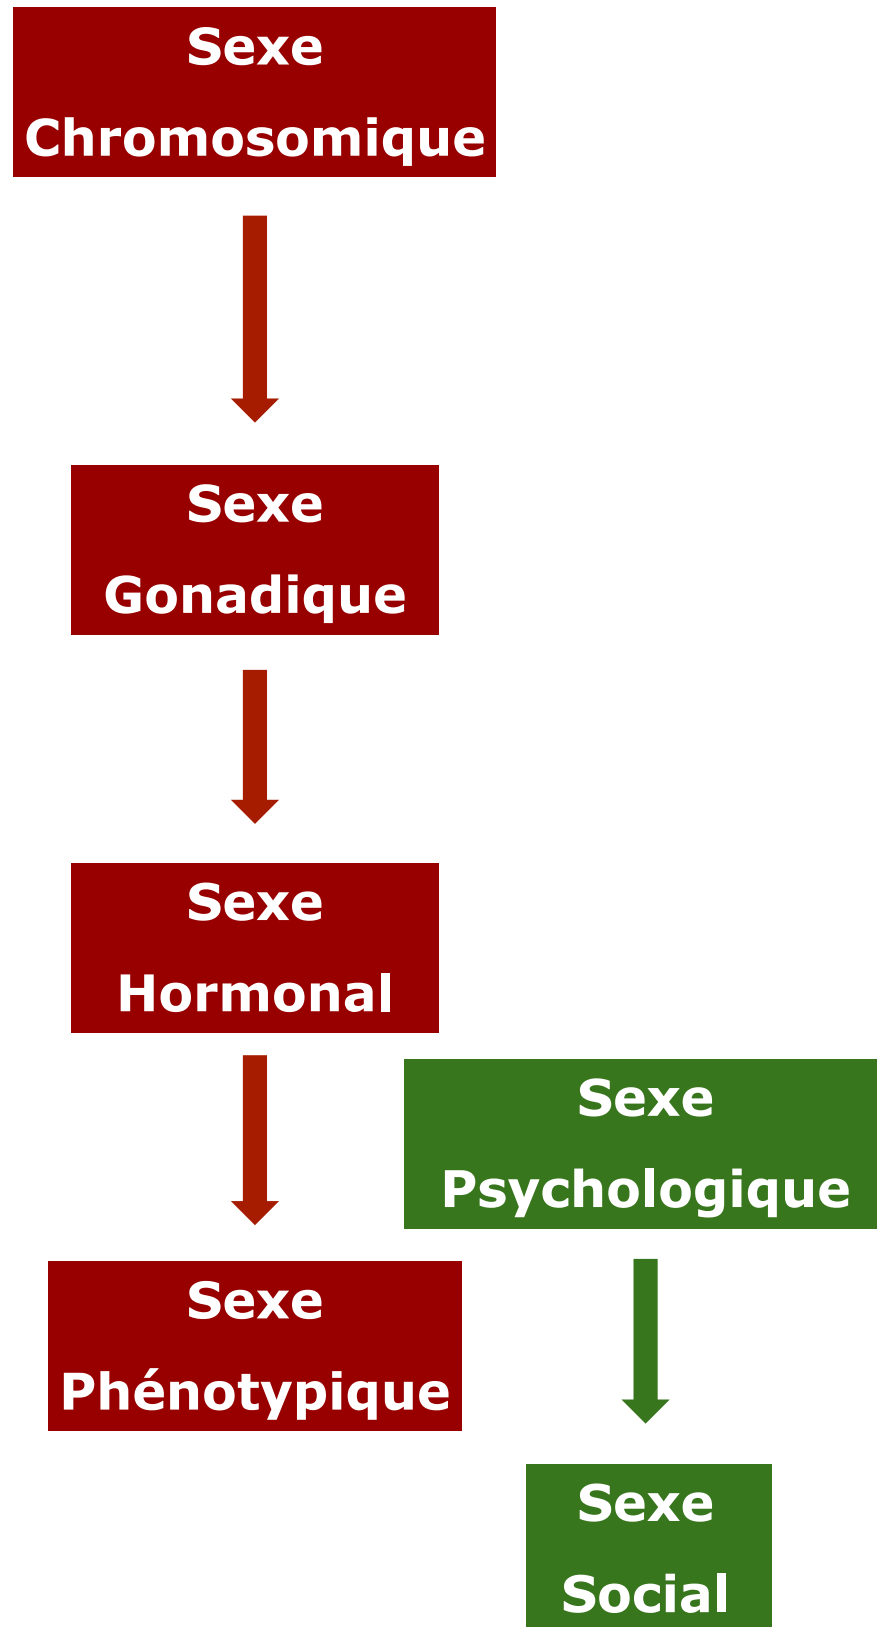 Sexe
Chromosomique
Sexe
Gonadique
Sexe
Hormonal
Sexe
Psychologique
Sexe
Phénotypique
Sexe
Social